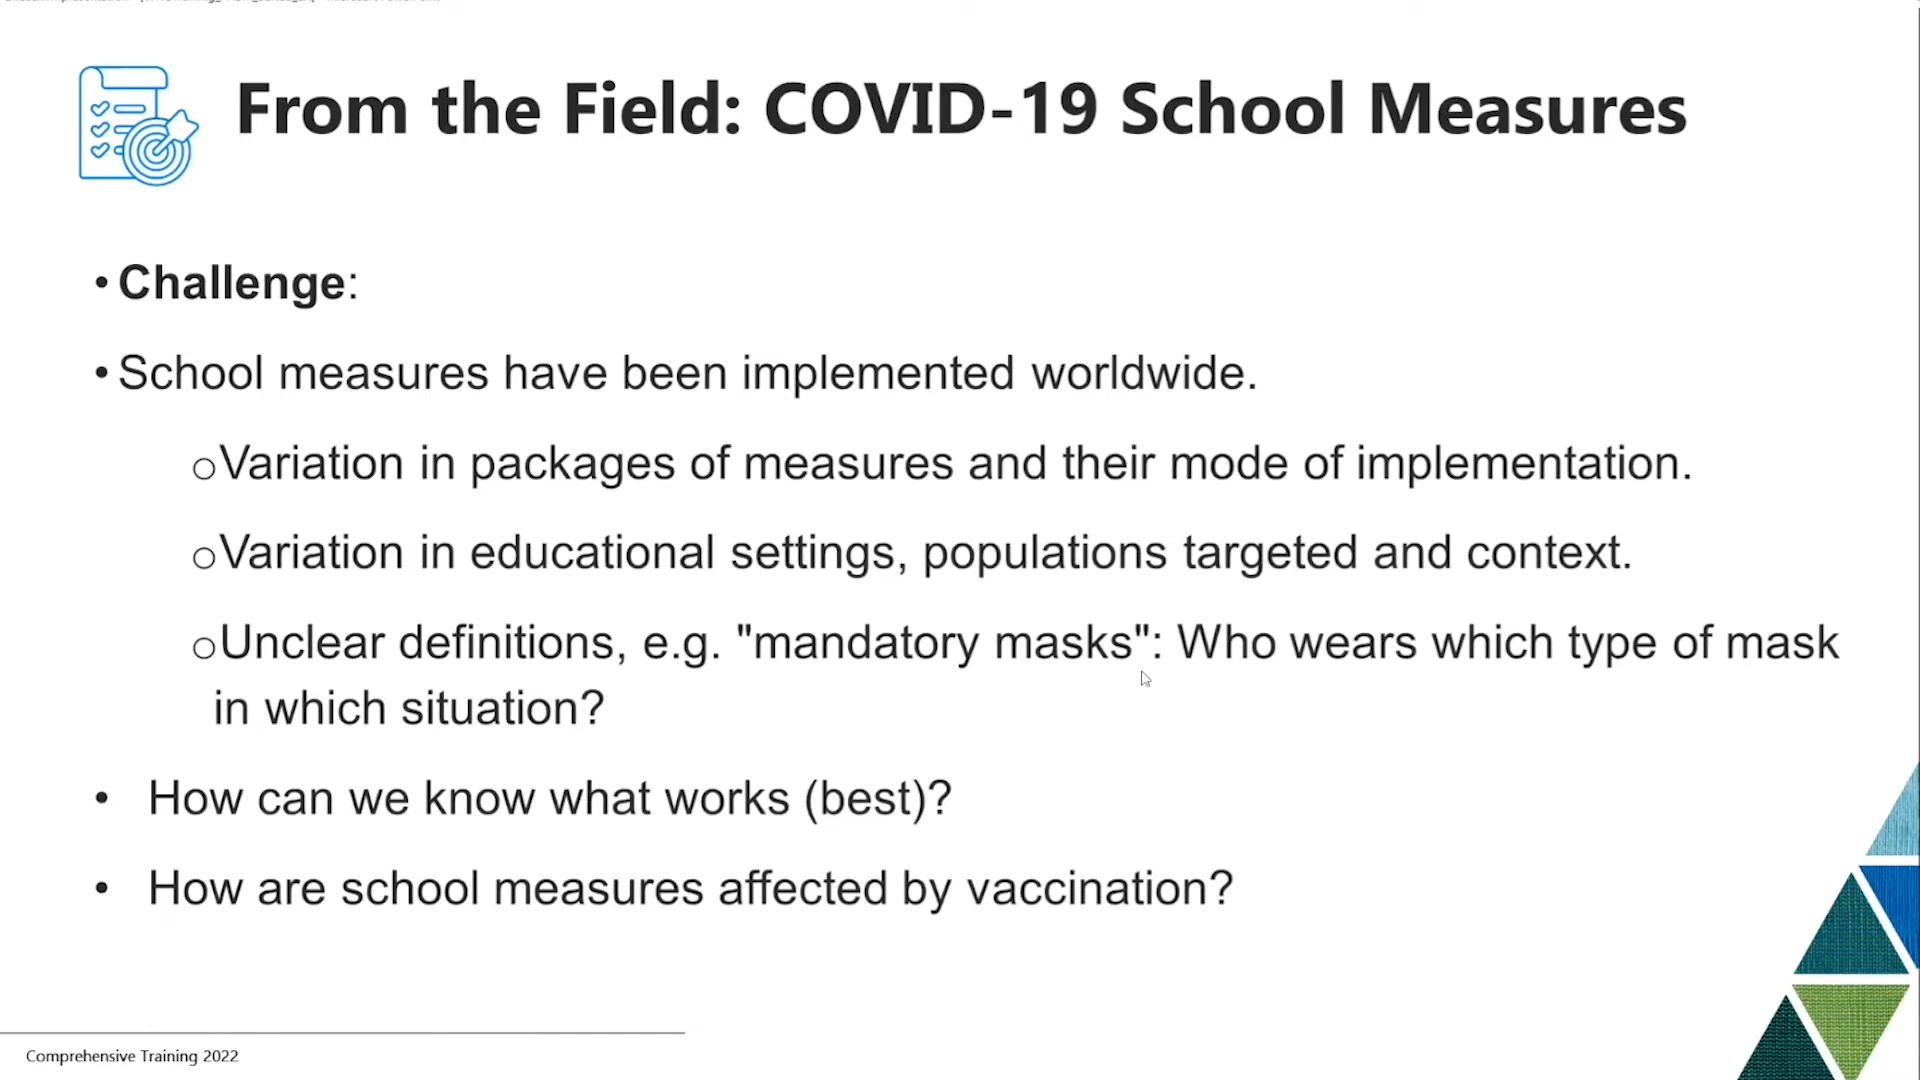 From the Field: COVID-19 School Measures
• Challenge:
• School measures have been implemented worldwide.
oVariation in packages of measures and their mode of implementation.
oVariation in educational settings, populations targeted and context.
oUnclear definitions, e.g. "mandatory masks": Who wears which type of mask
in which situation?
• How can we know what works (best)?
• How are school measures affected by vaccination?
Comprehensive Training 2022